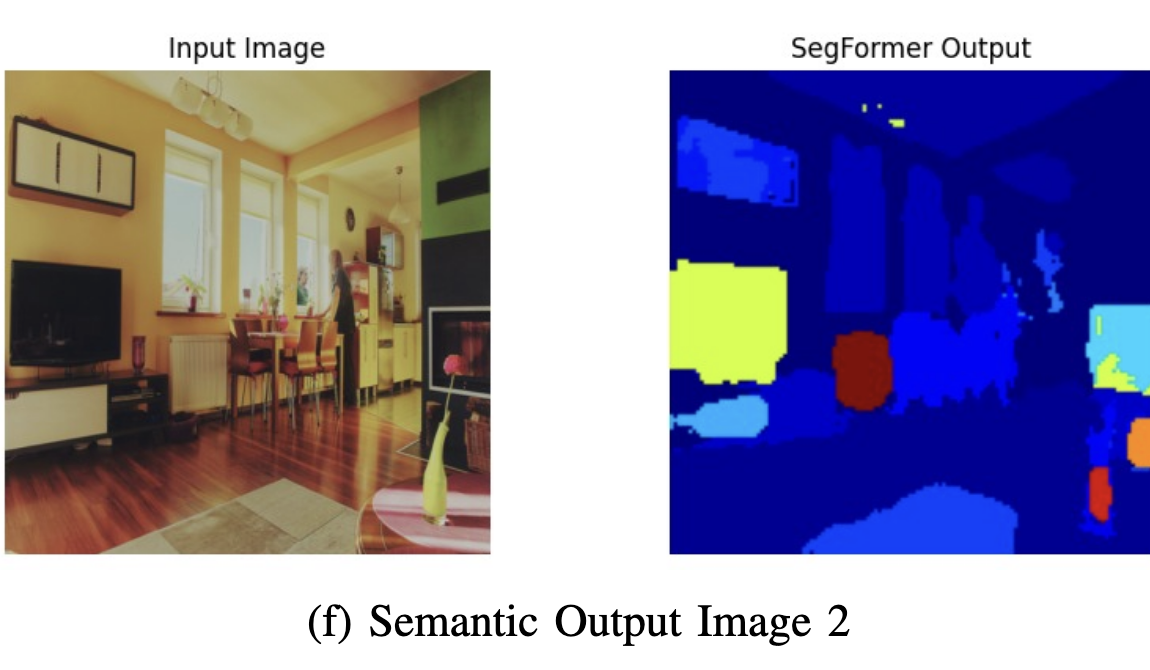 Input Image
SegFormer Output
(f) Semantic Output Image 2